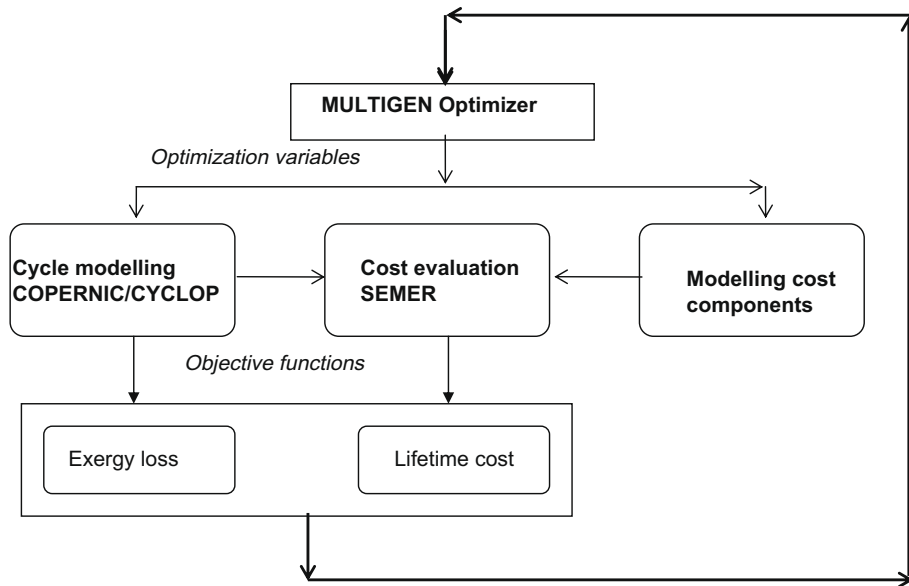 MULTIGEN Optimizer
Optimization variables
Cycle modelling
COPERNIC/CYCLOP
Cost evaluation
SEMER
Modelling cost
components
Objective functions
Exergy loss
Lifetime cost